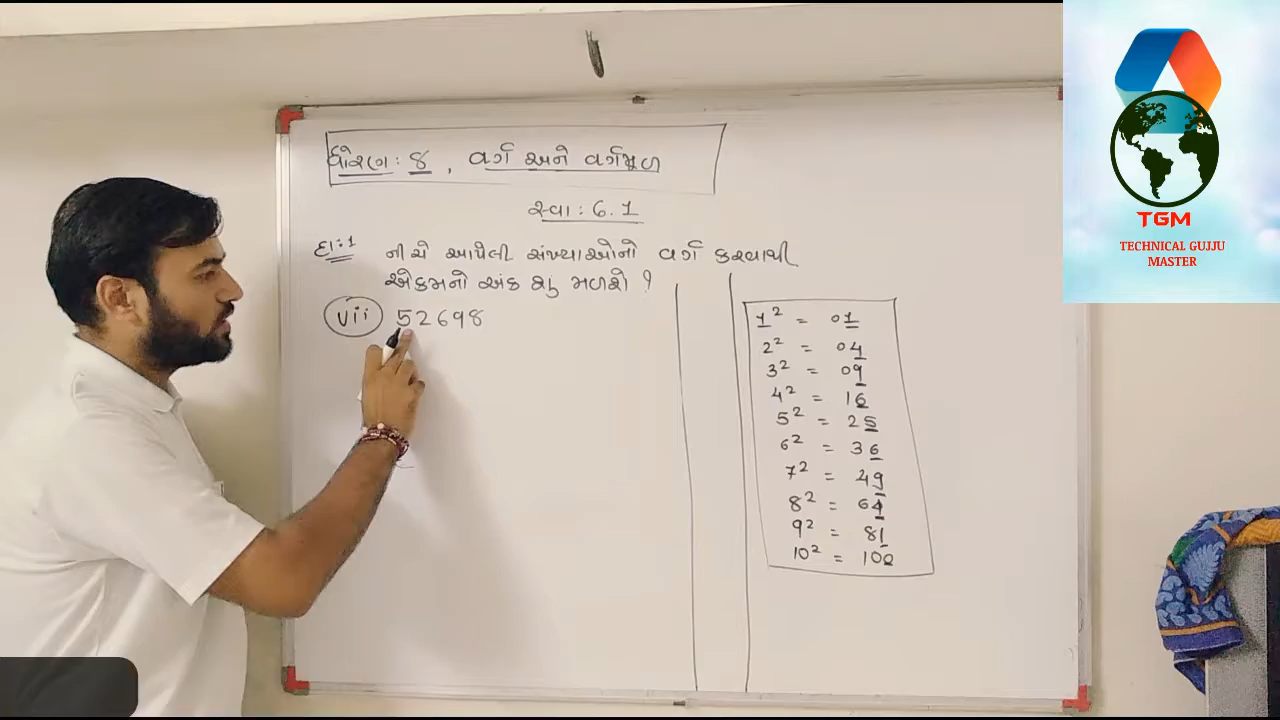 ધોરણ: ૪ , વર્ગ અને વર્ગમૂળ
સ્વા: 6.1
દા:1 નીચે આપેલી સંખ્યાઓનો વર્ગ કરવાથી
એકમનો અંક શું મળશે ?
vii 52698
1² = 01
2² = 04
3² = 09
4² = 16
5² = 25
6² = 36
7² = 49
8² = 64
9² = 81
10² = 100
TGM
TECHNICAL GUJJU
MASTER